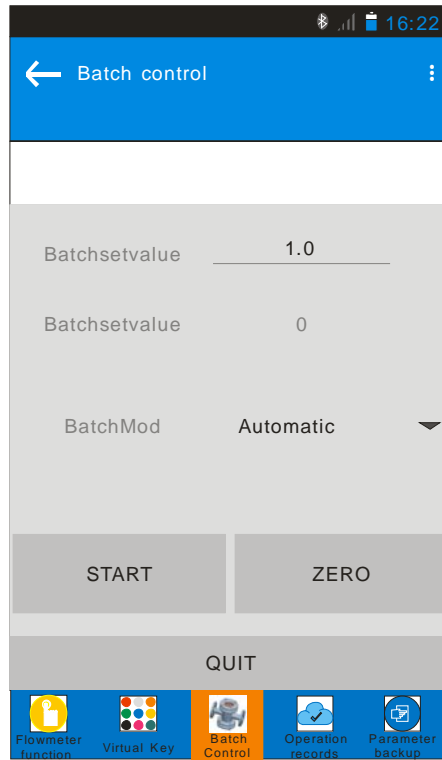 16:22
Batch control
Batchsetvalue 1.0
Batchsetvalue 0
BatchMod Automatic
START ZERO
QUIT
Flowmeter function
Virtual Key
Batch Control
Operation records
Parameter backup